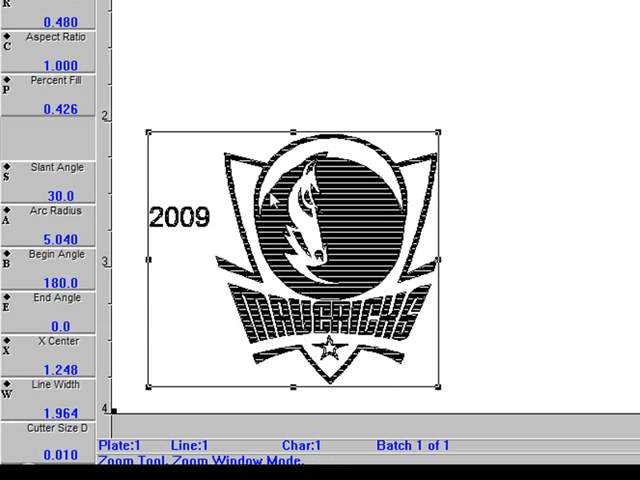 R
0.480
Aspect Ratio
C
1.000
Percent Fill
P
0.426
2
Slant Angle
S
30.0
Arc Radius
A
5.040
Begin Angle
B
180.0
End Angle
E
0.0
X Center
X
1.248
Line Width
W
1.964
Cutter Size D
0.010
2009
3
MAVERICKS
4
Plate:1 Line:1 Char:1 Batch 1 of 1
Zoom Tool. Zoom Window Mode.